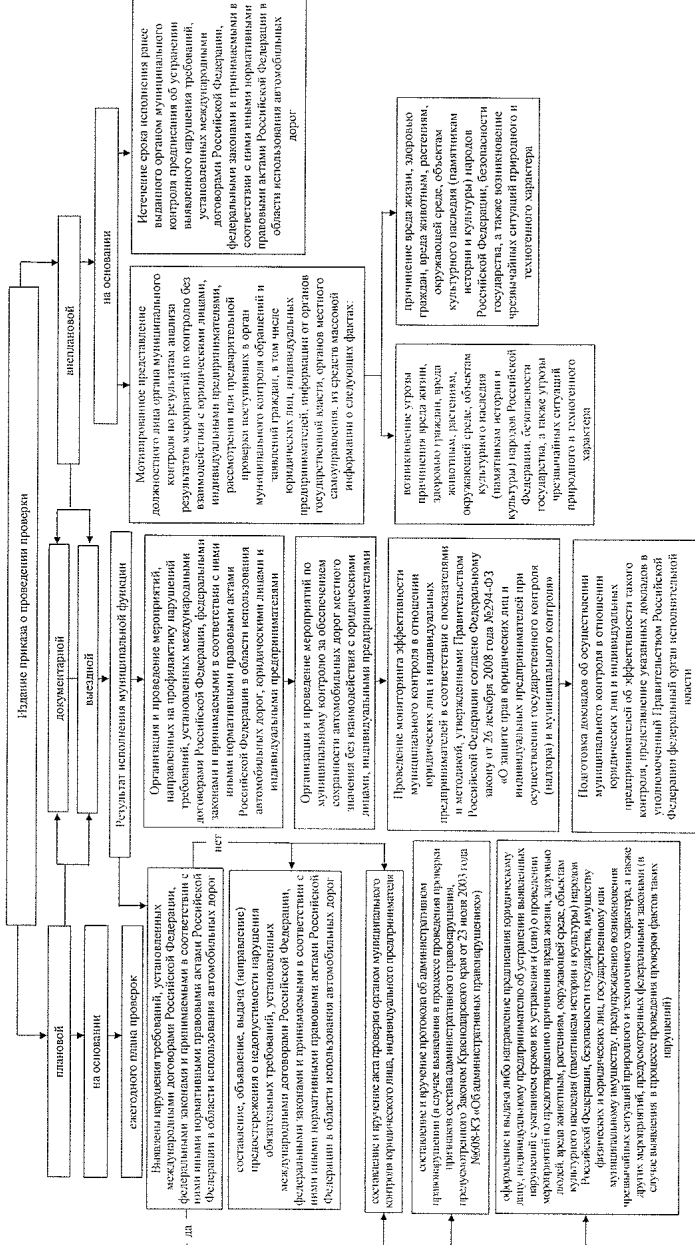 Издание приказа о проведении проверки
плановой
документарной
выездной
внеплановой
на основании
на основании
ежегодного плана проверок
Результат исполнения муниципальной функции
Мотивированное представление
должностного лица органа муниципального
контроля по результатам анализа
результатов мероприятий по контролю без
взаимодействия с юридическими лицами,
индивидуальными предпринимателями,
рассмотрения или предварительной
проверки поступивших в орган
муниципального контроля обращений и
заявлений граждан, в том числе
юридических лиц, индивидуальных
предпринимателей, информации от органов
государственной власти, органов местного
самоуправления, из средств массовой
информации о следующих фактах:
Истечение срока исполнения ранее
выданного органом муниципального
контроля предписания об устранении
выявленного нарушения требований,
установленных международными
договорами Российской Федерации,
федеральными законами и принимаемыми в
соответствии с ними иными нормативными
правовыми актами Российской Федерации в
области использования автомобильных
дорог
возникновение угрозы
причинения вреда жизни,
здоровью граждан, вреда
животным, растениям,
окружающей среде, объектам
культурного наследия
(памятникам истории и
культуры) народов Российской
Федерации, безопасности
государства, а также угрозы
чрезвычайных ситуаций
природного и техногенного
характера
причинение вреда жизни, здоровью
граждан, вреда животным, растениям,
окружающей среде, объектам
культурного наследия (памятникам
истории и культуры) народов
Российской Федерации, безопасности
государства, а также возникновение
чрезвычайных ситуаций природного и
техногенного характера
да
Выявлены нарушения требований, установленных
международными договорами Российской Федерации,
федеральными законами и принимаемыми в соответствии с
ними иными нормативными правовыми актами Российской
Федерации в области использования автомобильных дорог
нет
составление, объявление, выдача (направление)
предостережения о недопустимости нарушения
обязательных требований, установленных
международными договорами Российской Федерации,
федеральными законами и принимаемыми в соответствии с
ними иными нормативными правовыми актами Российской
Федерации в области использования автомобильных дорог
составление и вручение акта проверки органом муниципального
контроля юридического лица, индивидуального предпринимателя
составление и вручение протокола об административном
правонарушении (в случае выявления в процессе проведения проверки
признаков состава административного правонарушения,
предусмотренного Законом Краснодарского края от 23 июля 2003 года
№608-КЗ «Об административных правонарушениях»)
оформление и выдача либо направление предписания юридическому
лицу, индивидуальному предпринимателю об устранении выявленных
нарушений с указанием сроков их устранения и (или) о проведении
мероприятий по предотвращению причинения вреда жизни, здоровью
людей, вреда животным, растениям, окружающей среде, объектам
культурного наследия (памятникам истории и культуры) народов
Российской Федерации, безопасности государства, имуществу
физических и юридических лиц, государственному или
муниципальному имуществу, предупреждению возникновения
чрезвычайных ситуаций природного и техногенного характера, а также
других мероприятий, предусмотренных федеральными законами (в
случае выявления в процессе проведения проверки фактов таких
нарушений)
Организация и проведение мероприятий,
направленных на профилактику нарушений
требований, установленных международными
договорами Российской Федерации, федеральными
законами и принимаемыми в соответствии с ними
иными нормативными правовыми актами
Российской Федерации в области использования
автомобильных дорог, юридическими лицами и
индивидуальными предпринимателями
Организация и проведение мероприятий по
муниципальному контролю за обеспечением
сохранности автомобильных дорог местного
значения без взаимодействия с юридическими
лицами, индивидуальными предпринимателями
Проведение мониторинга эффективности
муниципального контроля в отношении
юридических лиц и индивидуальных
предпринимателей в соответствии с показателями
и методикой, утвержденными Правительством
Российской Федерации согласно Федеральному
закону от 26 декабря 2008 года №294-ФЗ
«О защите прав юридических лиц и
индивидуальных предпринимателей при
осуществлении государственного контроля
(надзора) и муниципального контроля»
Подготовка докладов об осуществлении
муниципального контроля в отношении
юридических лиц и индивидуальных
предпринимателей об эффективности такого
контроля, представление указанных докладов в
уполномоченный Правительством Российской
Федерации федеральный орган исполнительной
власти